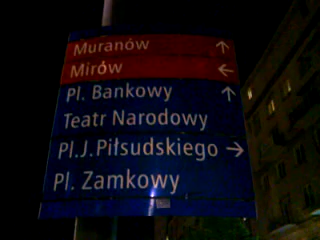 Muranów ↑
Mirów ←
Pl. Bankowy ↑
Teatr Narodowy
Pl.J.Piłsudskiego →
Pl. Zamkowy